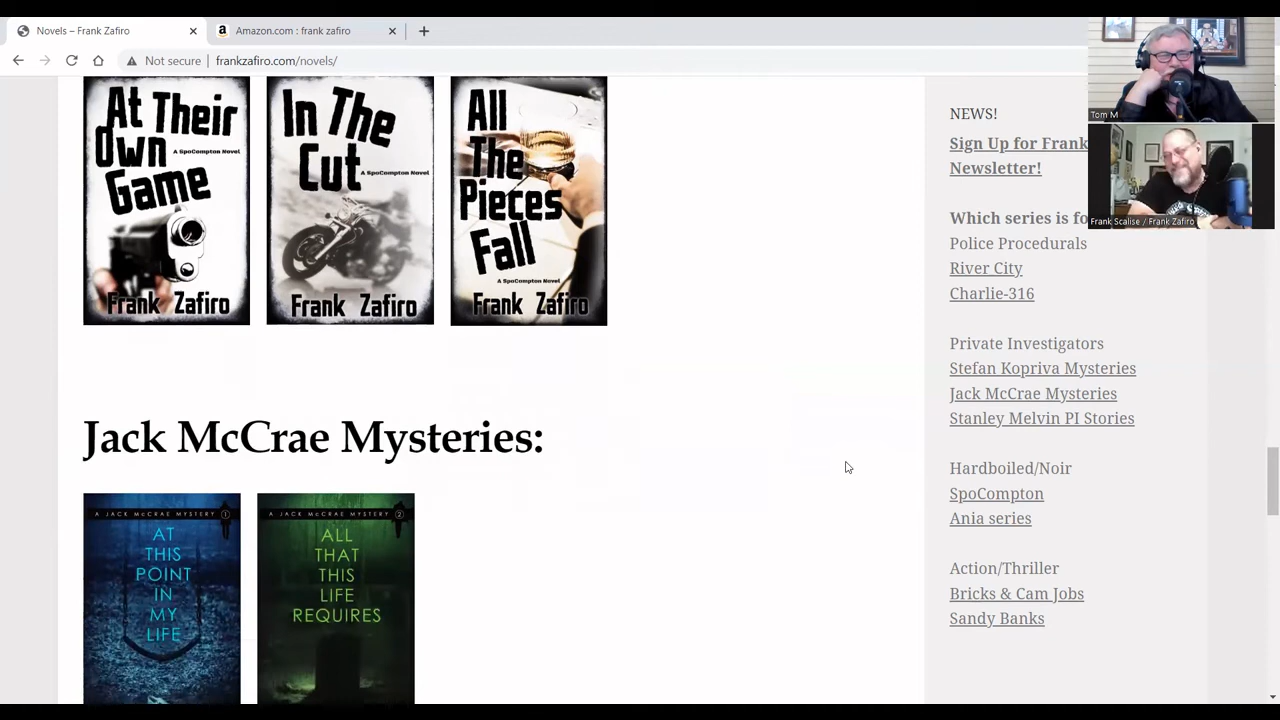 Novels – Frank Zafiro
Amazon.com : frank zafiro
Not secure
frankzafiro.com/novels/
At Their
Own
A SpoCompton Novel
Game
Frank Zafiro
In The
Cut
A SpoCompton Novel
Frank Zafiro
All
The
Pieces
Fall
A SpoCompton Novel
Frank Zafiro
Jack McCrae Mysteries:
A JACK MCCRAE MYSTERY 1
AT
THIS
POINT
IN
MY
LIFE
A JACK MCCRAE MYSTERY 2
ALL
THAT
THIS
LIFE
REQUIRES
NEWS!
Sign Up for Frank
Newsletter!
Which series is fo
Police Procedurals
River City
Charlie-316
Private Investigators
Stefan Kopriva Mysteries
Jack McCrae Mysteries
Stanley Melvin PI Stories
Hardboiled/Noir
SpoCompton
Ania series
Action/Thriller
Bricks & Cam Jobs
Sandy Banks
Tom M
Frank Scalise / Frank Zafiro